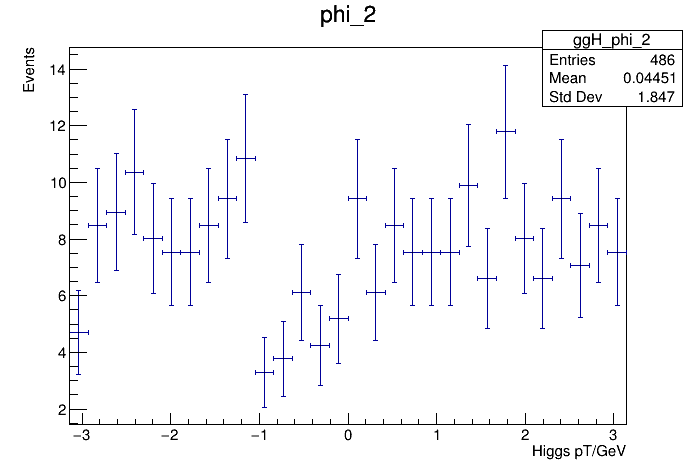 phi_2
ggH_phi_2
Entries 486
Mean 0.04451
Std Dev 1.847
Events
14
12
10
8
6
4
2
−3 −2 −1 0 1 2 3
Higgs pT/GeV